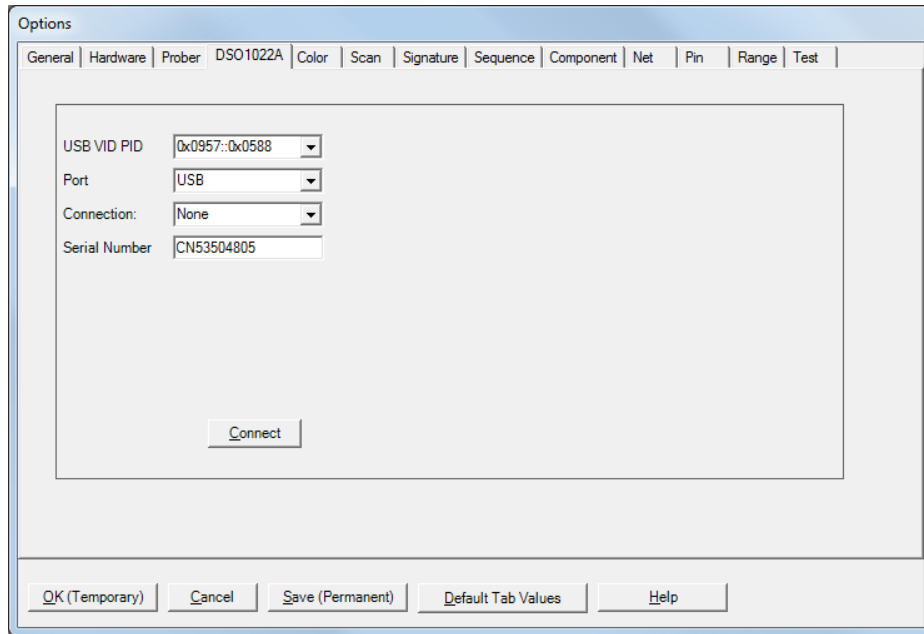 Options
General Hardware Prober DSO1022A Color Scan Signature Sequence Component Net Pin Range Test
USB VID PID 0x0957::0x0588
Port USB
Connection: None
Serial Number CN53504805
Connect
OK (Temporary) Cancel Save (Permanent) Default Tab Values Help